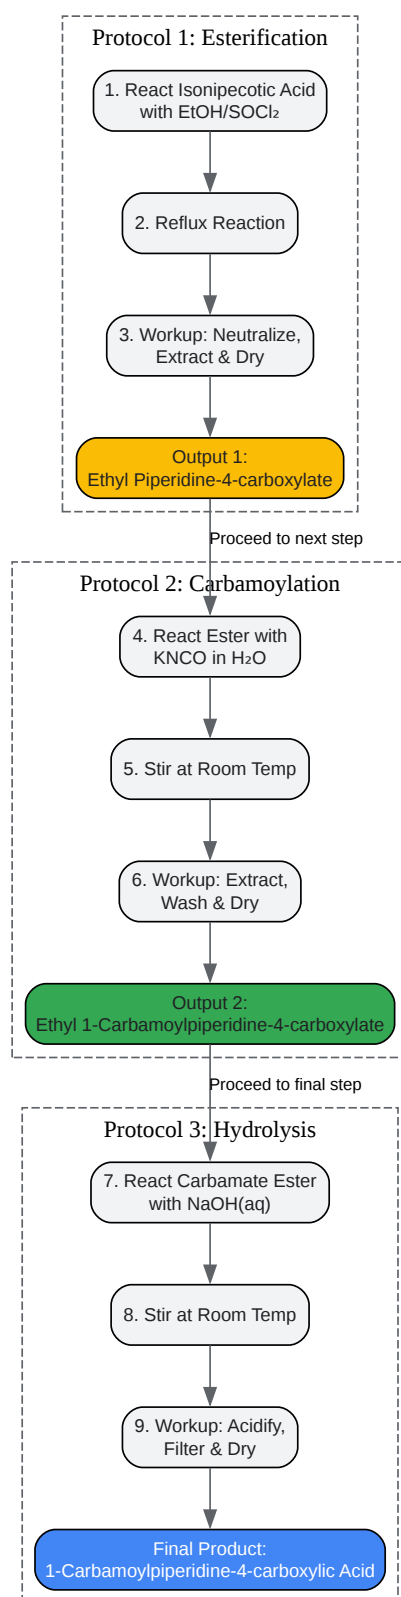 Protocol 1: Esterification
1. React Isonipecotic Acid
with EtOH/SOCl₂
2. Reflux Reaction
3. Workup: Neutralize,
Extract & Dry
Output 1:
Ethyl Piperidine-4-carboxylate
Proceed to next step
Protocol 2: Carbamoylation
4. React Ester with
KNCO in H₂O
5. Stir at Room Temp
6. Workup: Extract,
Wash & Dry
Output 2:
Ethyl 1-Carbamoylpiperidine-4-carboxylate
Proceed to final step
Protocol 3: Hydrolysis
7. React Carbamate Ester
with NaOH(aq)
8. Stir at Room Temp
9. Workup: Acidify,
Filter & Dry
Final Product:
1-Carbamoylpiperidine-4-carboxylic Acid